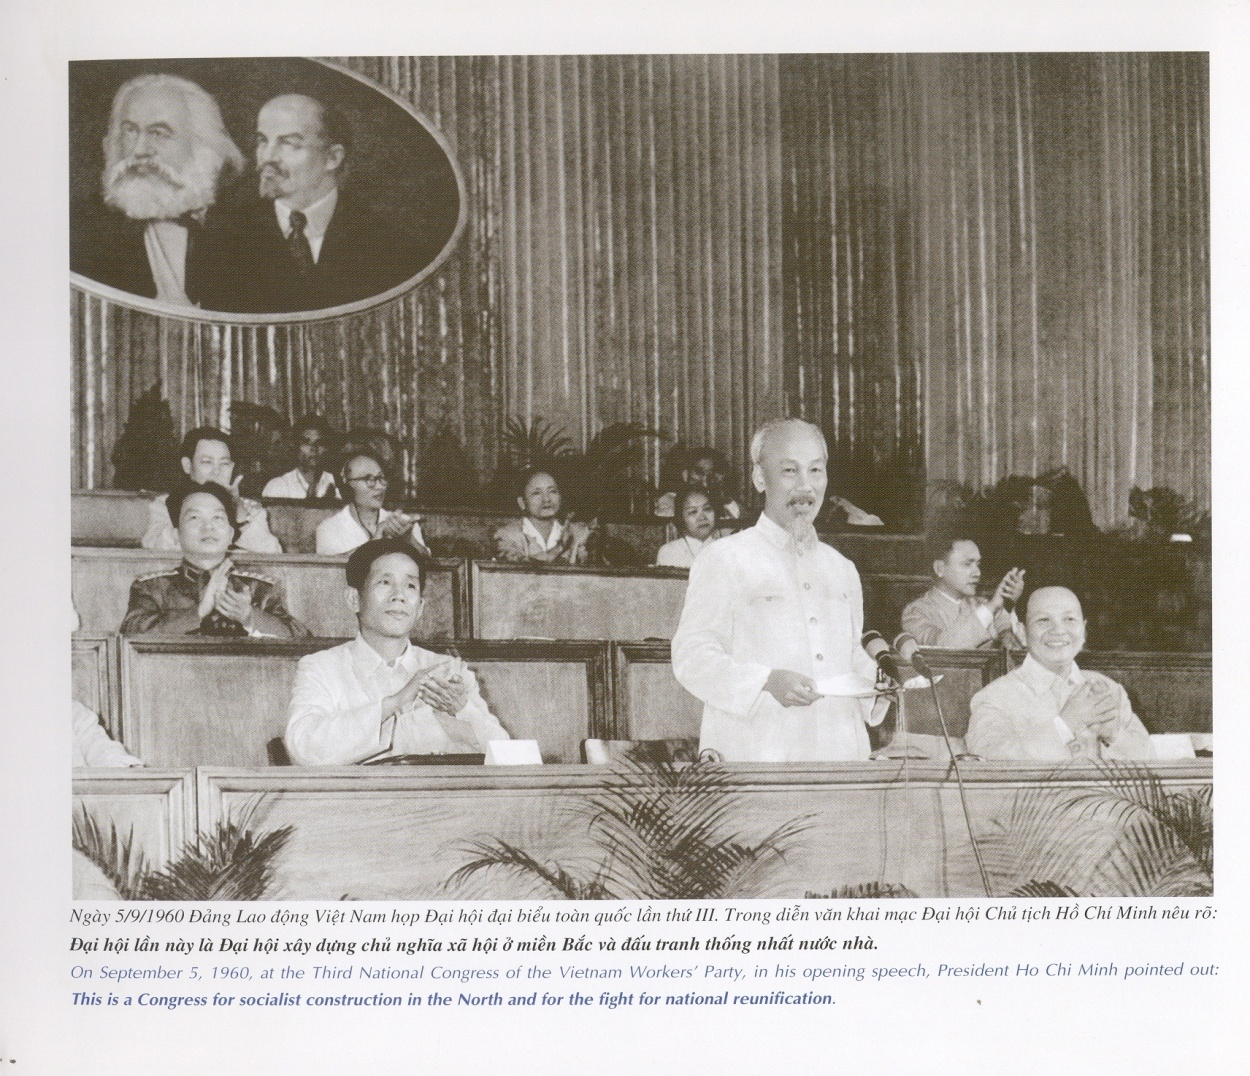 Ngày 5/9/1960 Đảng Lao động Việt Nam họp Đại hội đại biểu toàn quốc lần thứ III. Trong diễn văn khai mạc Đại hội Chủ tịch Hồ Chí Minh nêu rõ:
Đại hội lần này là Đại hội xây dựng chủ nghĩa xã hội ở miền Bắc và đấu tranh thống nhất nước nhà.
On September 5, 1960, at the Third National Congress of the Vietnam Workers' Party, in his opening speech, President Ho Chi Minh pointed out:
This is a Congress for socialist construction in the North and for the fight for national reunification.